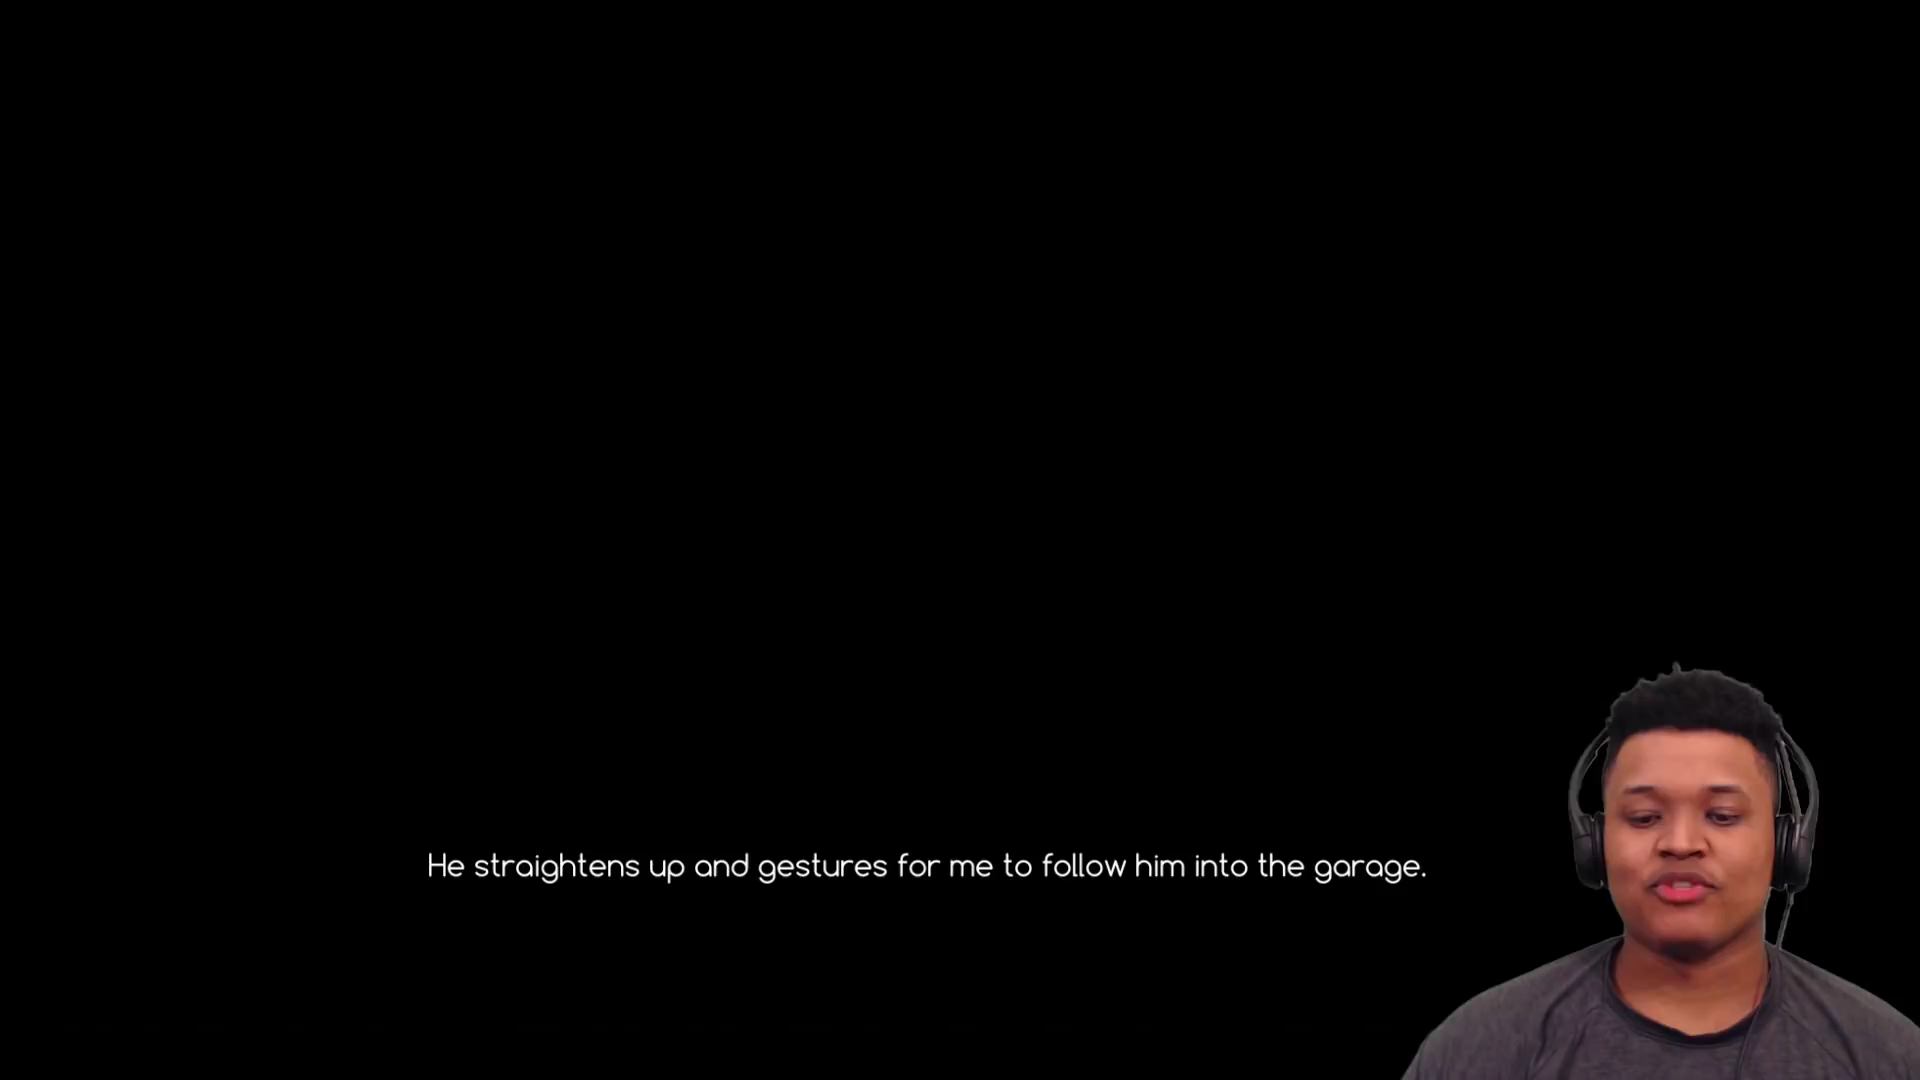 He straightens up and gestures for me to follow him into the garage.